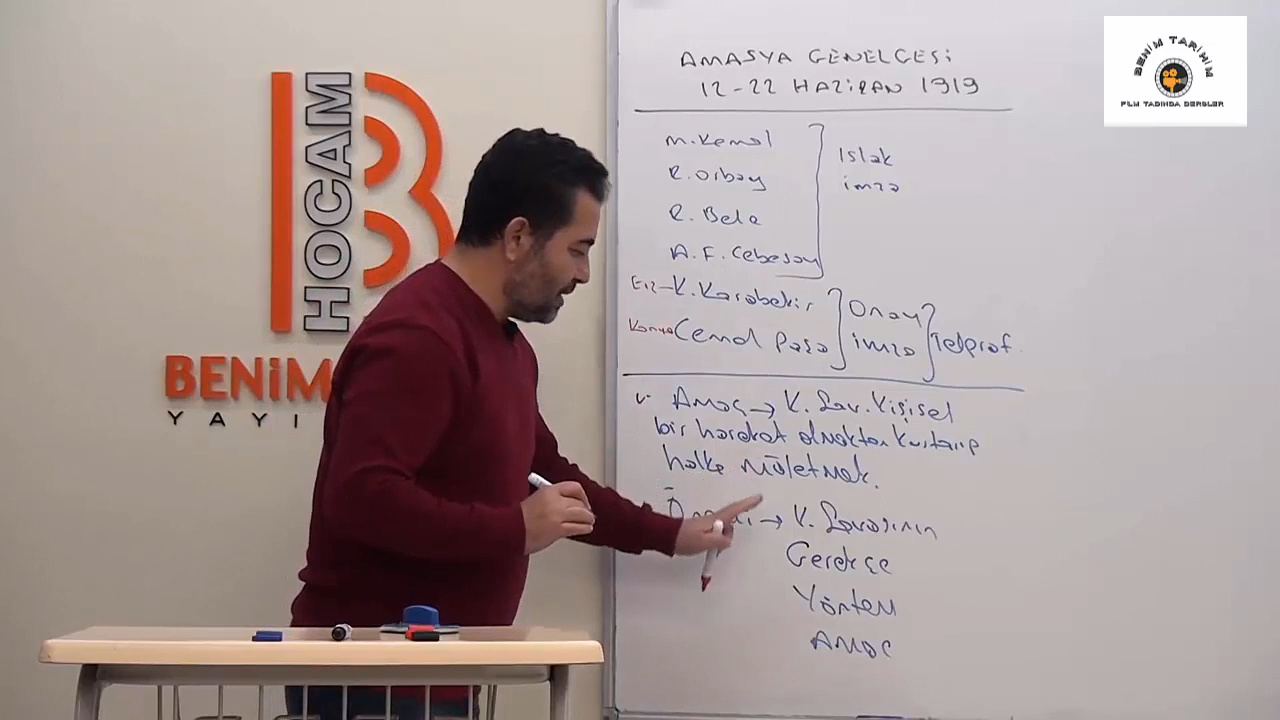 BENİM TARİHİM
FLM TADINDA DERSLER
B HOCAM
BENİM
YAYI
AMASYA GENELGESİ
12-22 HAZİRAN 1919
M. Kemal
R. Orbay
R. Bele
A. F. Cebesoy
Islak
imza
Erz- K. Karabekir
Konya Cemal Paşa
Onay
imza
Telgraf.
Amaç → K. Sav. Kişisel
bir hareket olmaktan kurtarıp
halka
→ K. Savaşının
Gerekçe
Yöntem
Amaç